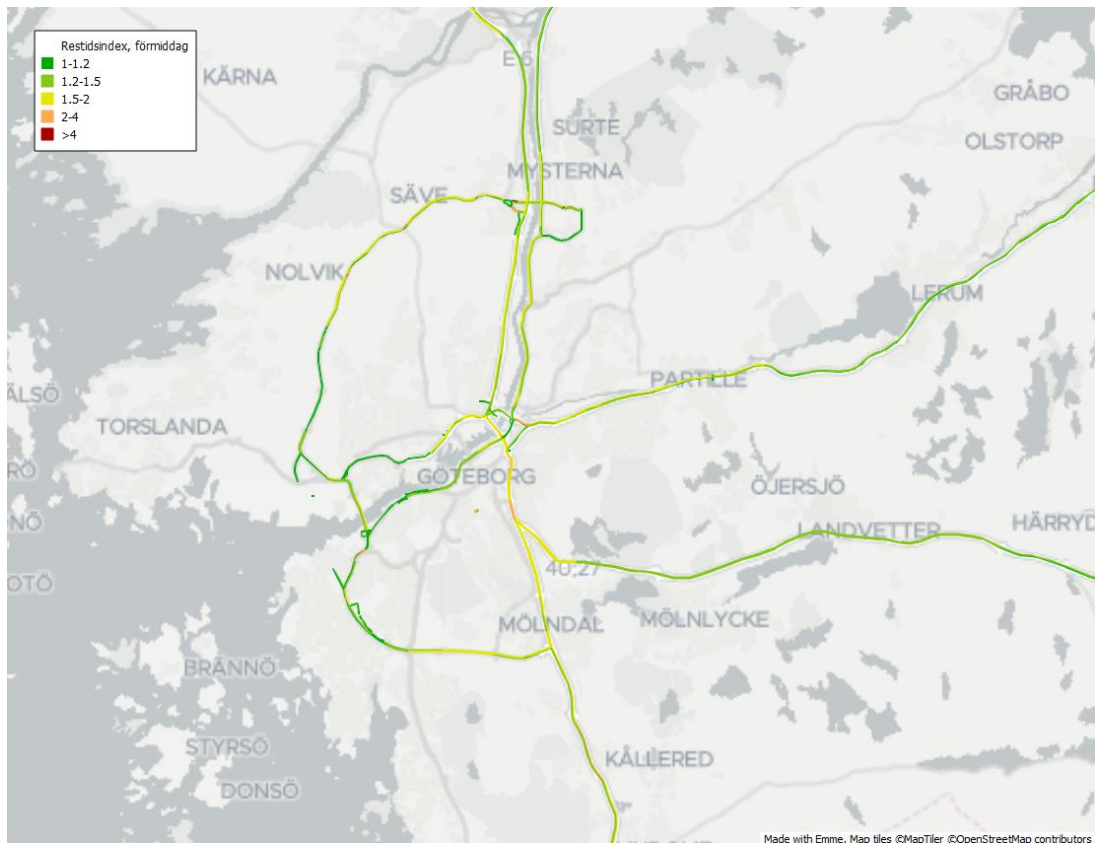 Restidsindex, förmiddag
1-1.2
1.2-1.5
1.5-2
2-4
>4
KÄRNA
E 6
SURTE
GRÅBO
OLSTORP
MYSTERNA
SÄVE
NOLVIK
LERUM
PARTILLE
TORSLANDA
GÖTEBORG
ÖJERSJÖ
LANDVETTER
HÄRRYD
40;27
MÖLNDAL
MÖLNLYCKE
BRÄNNÖ
STYRSÖ
KÅLLERED
DONSÖ
Made with Emme, Map tiles ©MapTiler ©OpenStreetMap contributors